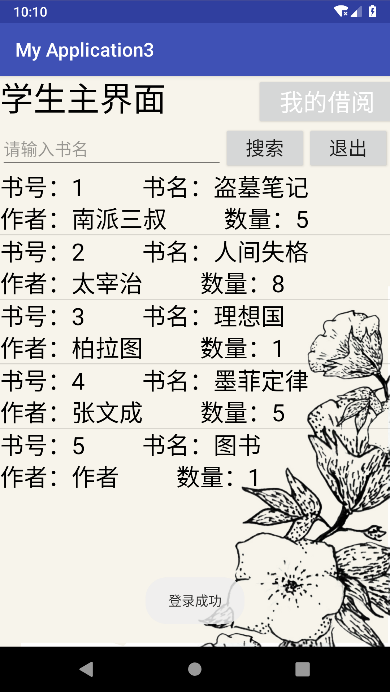 10:10
My Application3
学生主界面
我的借阅
请输入书名
搜索
退出
书号：1 书名：盗墓笔记
作者：南派三叔 数量：5
书号：2 书名：人间失格
作者：太宰治 数量：8
书号：3 书名：理想国
作者：柏拉图 数量：1
书号：4 书名：墨菲定律
作者：张文成 数量：5
书号：5 书名：图书
作者：作者 数量：1
登录成功